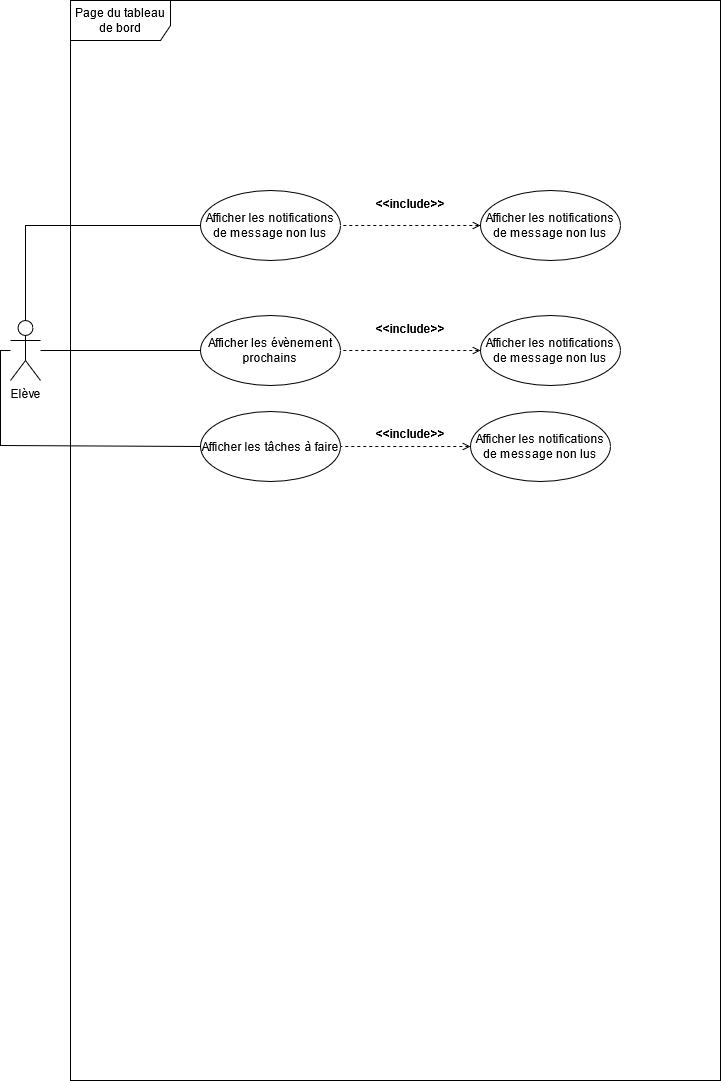 Page du tableau
de bord
<<include>>
Afficher les notifications
de message non lus
Afficher les notifications
de message non lus
<<include>>
Afficher les évènement
prochains
Afficher les notifications
de message non lus
Elève
<<include>>
Afficher les tâches à faire
Afficher les notifications
de message non lus